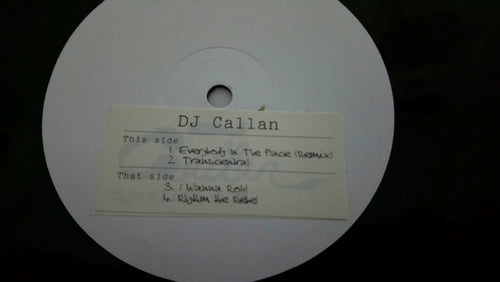 DJ Callan
This side
1. Everybody In The Place (Remix)
2. Transcentral
That side
3. I Wanna Rok!
4. Rhythm the Rebel